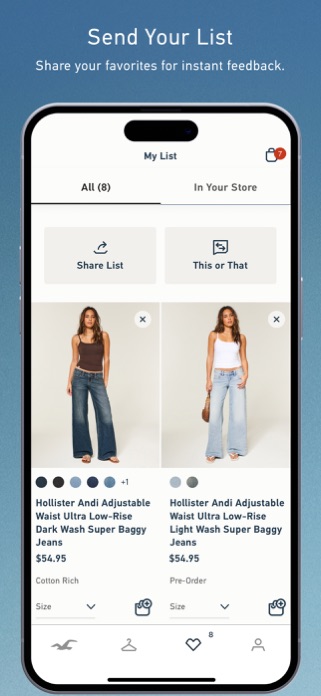 Send Your List
Share your favorites for instant feedback.
My List
7
All (8)
In Your Store
Share List
This or That
+1
Hollister Andi Adjustable
Waist Ultra Low-Rise
Dark Wash Super Baggy
Jeans
$54.95
Cotton Rich
Size
Hollister Andi Adjustable
Waist Ultra Low-Rise
Light Wash Super Baggy
Jeans
$54.95
Pre-Order
Size
8